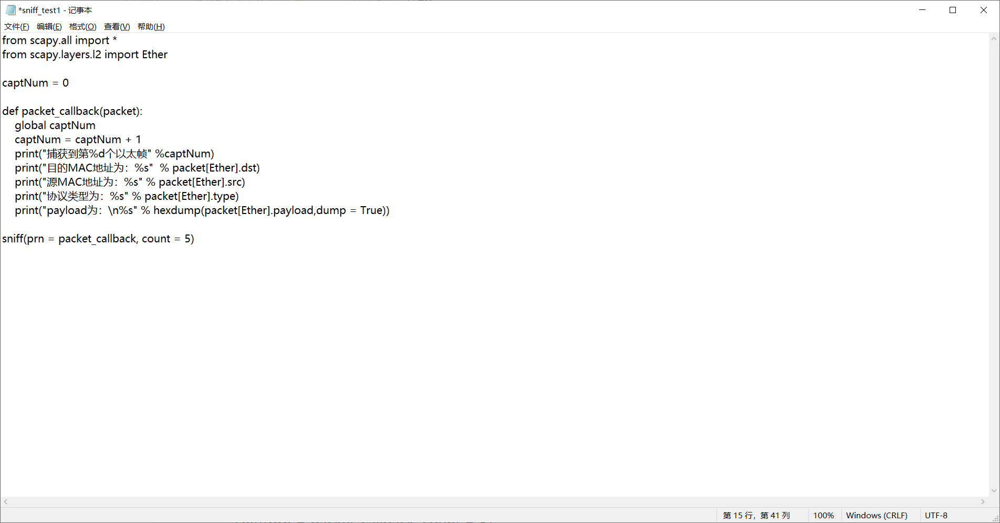 *sniff_test1 - 记事本
文件(F) 编辑(E) 格式(O) 查看(V) 帮助(H)
from scapy.all import *
from scapy.layers.l2 import Ether
captNum = 0
def packet_callback(packet):
    global captNum
    captNum = captNum + 1
    print("捕获到第%d个以太帧" %captNum)
    print("目的MAC地址为：%s"  % packet[Ether].dst)
    print("源MAC地址为：%s" % packet[Ether].src)
    print("协议类型为：%s" % packet[Ether].type)
    print("payload为：\n%s" % hexdump(packet[Ether].payload,dump = True))
sniff(prn = packet_callback, count = 5)
第 15 行，第 41 列 100% Windows (CRLF) UTF-8